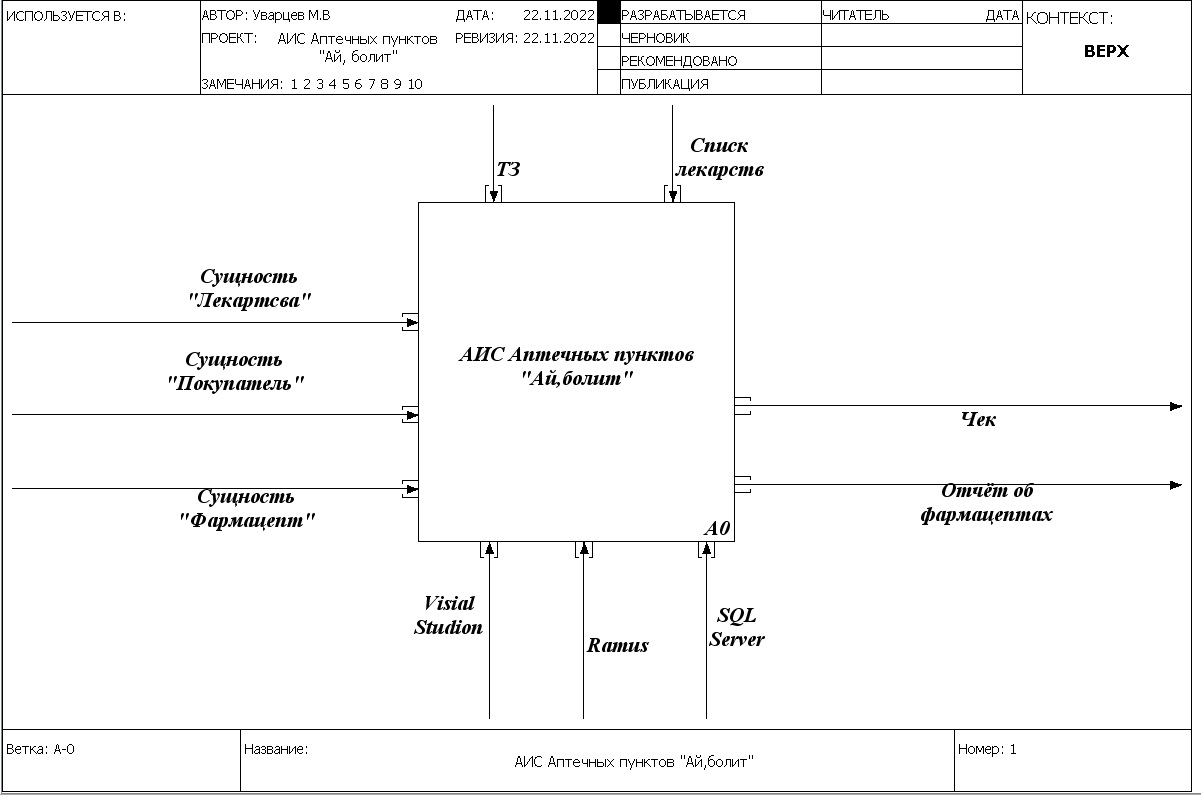 ИСПОЛЬЗУЕТСЯ В:
АВТОР: Уварцев М.В
ДАТА: 22.11.2022
РАЗРАБАТЫВАЕТСЯ
ЧИТАТЕЛЬ
ДАТА
КОНТЕКСТ:
ПРОЕКТ: АИС Аптечных пунктов
"Ай, болит"
РЕВИЗИЯ: 22.11.2022
ЧЕРНОВИК
ВЕРХ
РЕКОМЕНДОВАНО
ЗАМЕЧАНИЯ: 1 2 3 4 5 6 7 8 9 10
ПУБЛИКАЦИЯ
ТЗ
Списк
лекарств
Сущность
"Лекартсва"
Сущность
"Покупатель"
Сущность
"Фармацепт"
АИС Аптечных пунктов
"Ай,болит"
A0
Чек
Отчёт об
фармацептах
Visial
Studion
Ramus
SQL
Server
Ветка: A-0
Название:
АИС Аптечных пунктов "Ай,болит"
Номер: 1